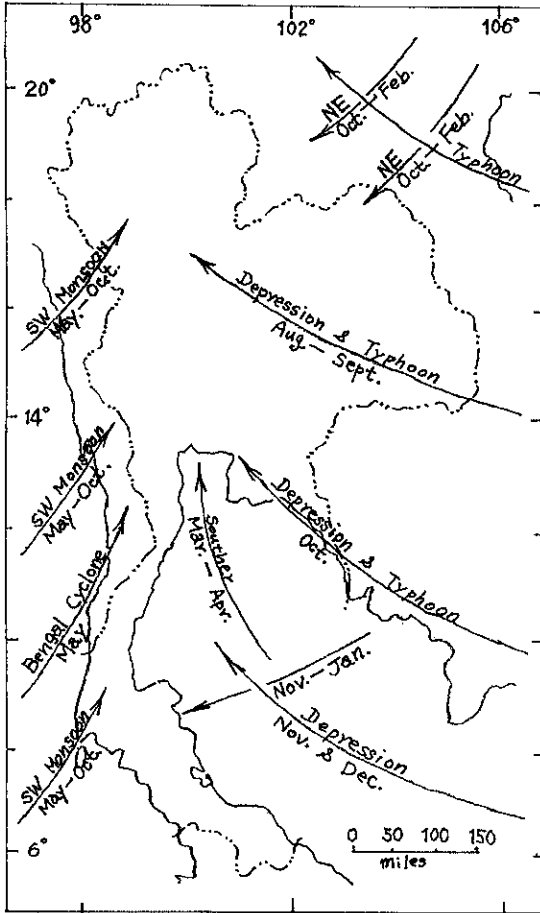 98° 102° 106°
20°
NE
Oct. – Feb.
NE
Oct. – Feb.
Typhoon
SW Monsoon
May – Oct.
Depression & Typhoon
Aug – Sept.
14°
SW Monsoon
May – Oct.
Souther
Mar. – Apr.
Depression & Typhoon
Oct.
Bengal Cyclone
May
Nov. – Jan.
Depression
Nov. & Dec.
SW Monsoon
May – Oct.
0 50 100 150
miles
6°